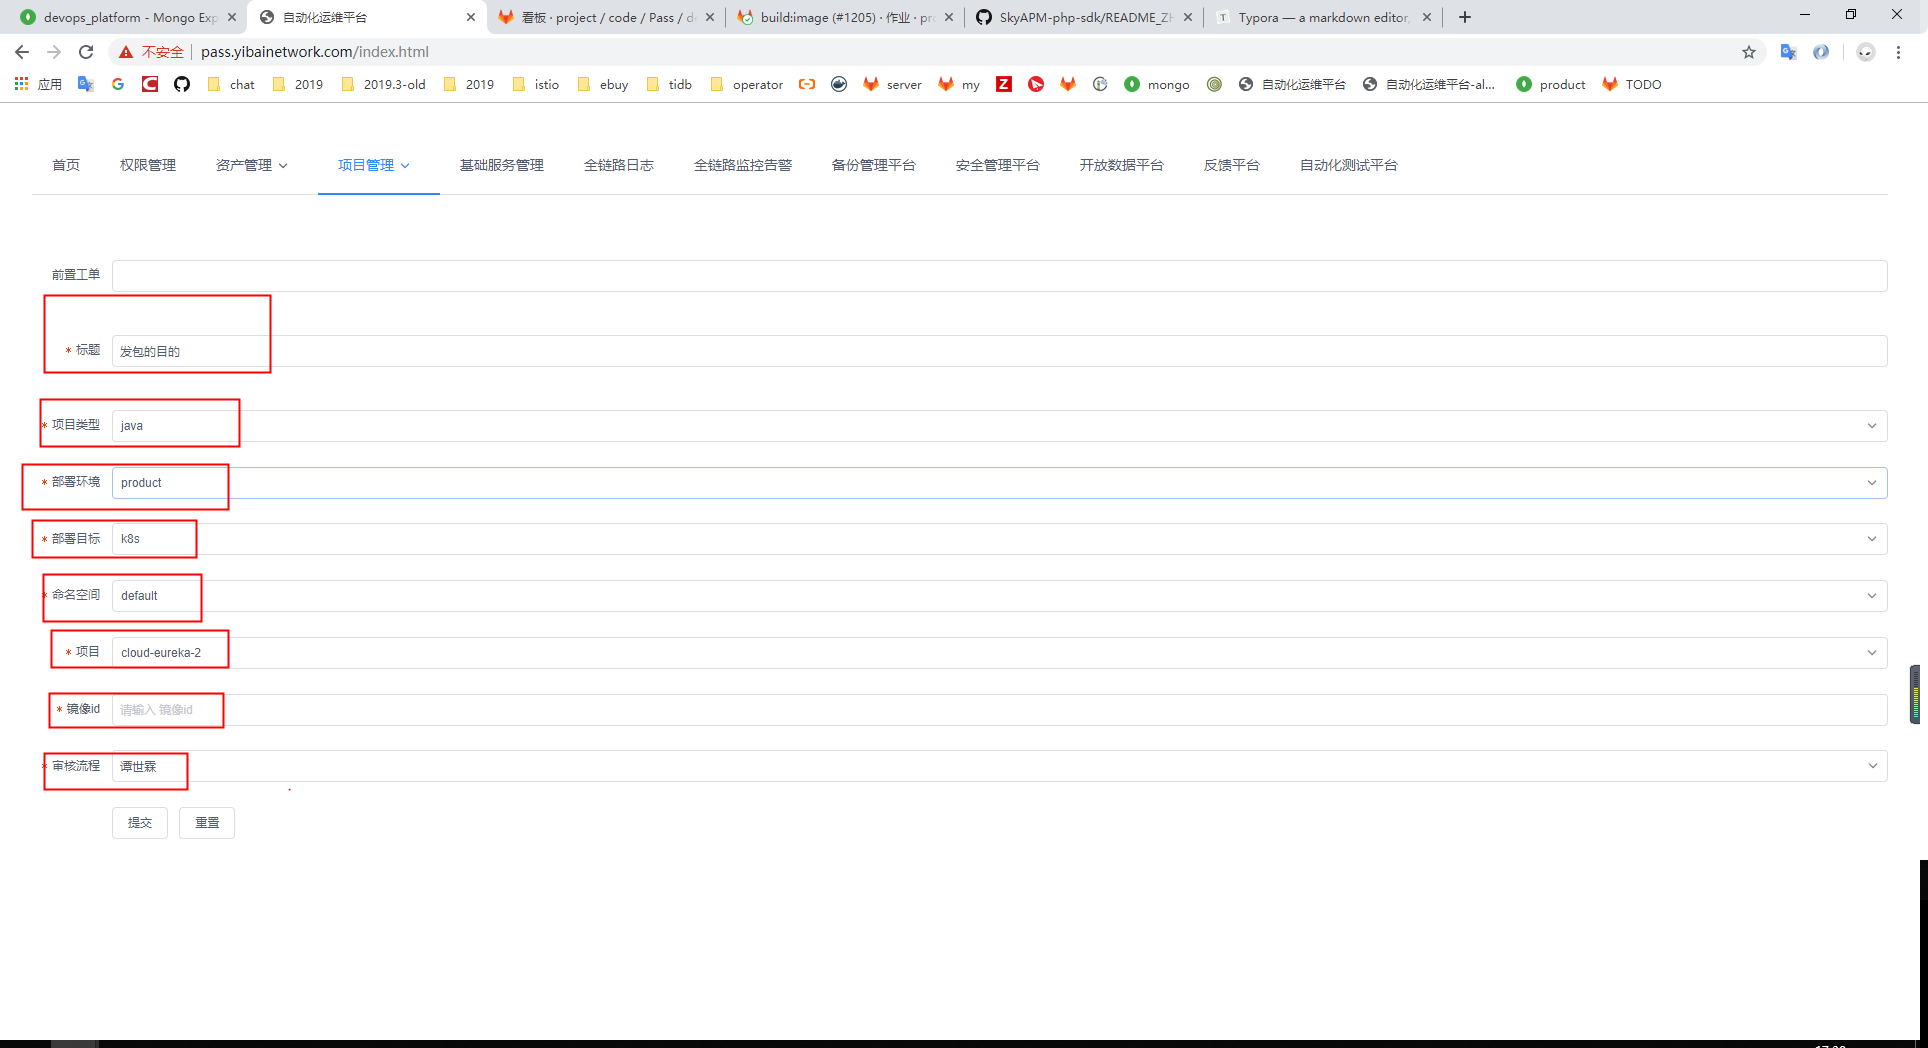 devops_platform - Mongo Exp
自动化运维平台
看板 · project / code / Pass / d
build:image (#1205) · 作业 · pr
SkyAPM-php-sdk/README_ZH
Typora — a markdown editor,
不安全 pass.yibainetwork.com/index.html
应用 chat 2019 2019.3-old 2019 istio ebuy tidb operator server my mongo 自动化运维平台 自动化运维平台-al... product TODO
首页 权限管理 资产管理 项目管理 基础服务管理 全链路日志 全链路监控告警 备份管理平台 安全管理平台 开放数据平台 反馈平台 自动化测试平台
前置工单
* 标题 发包的目的
* 项目类型 java
* 部署环境 product
* 部署目标 k8s
* 命名空间 default
* 项目 cloud-eureka-2
* 镜像id 请输入 镜像id
* 审核流程 谭世霖
提交 重置